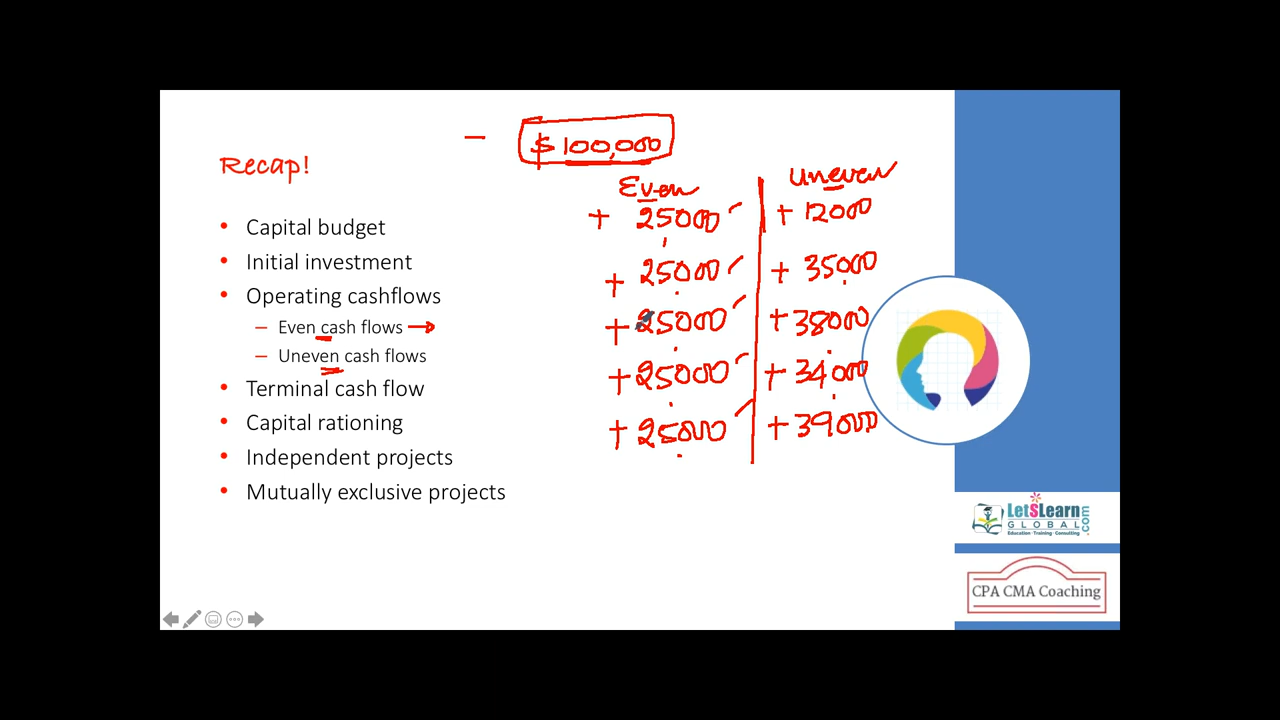 − $100,000
Recap!
Even
Uneven
+ 25000
+ 12000
+ 25000
+ 35000
+ 25000
+ 38000
+ 25000
+ 34000
+ 25000
+ 39000
• Capital budget
• Initial investment
• Operating cashflows
– Even cash flows →
– Uneven cash flows
• Terminal cash flow
• Capital rationing
• Independent projects
• Mutually exclusive projects
LetSLearn
GLOBAL
.com
Education • Training • Consulting
CPA CMA Coaching